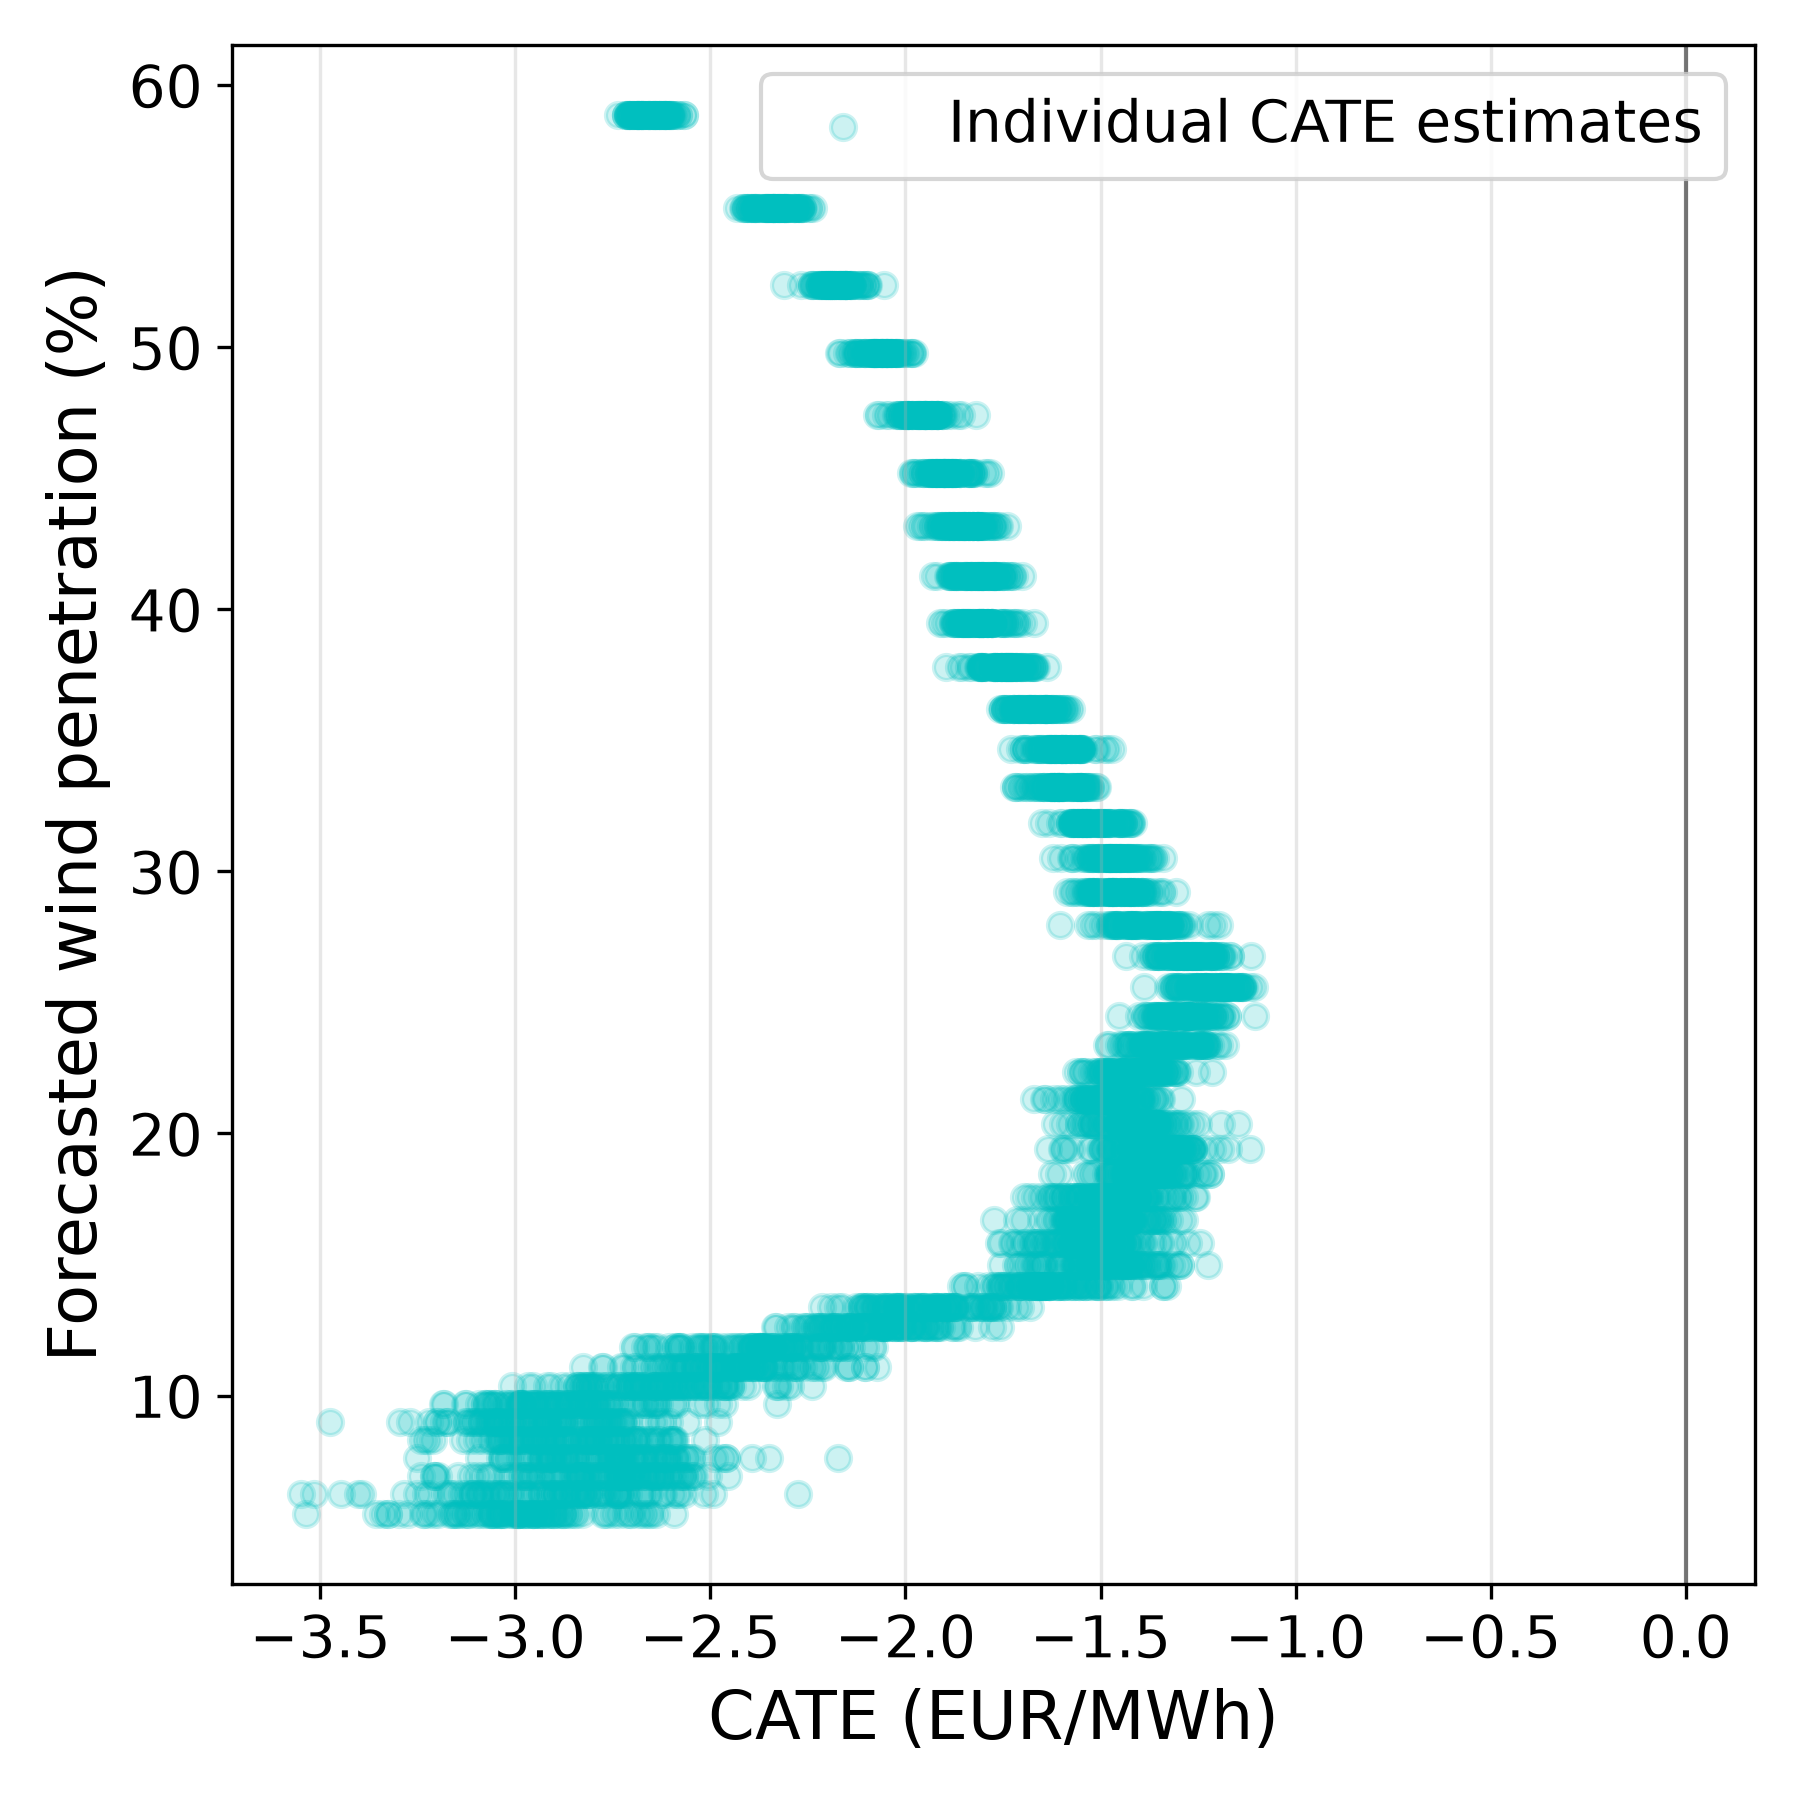 Individual CATE estimates
Forecasted wind penetration (%)
60
50
40
30
20
10
−3.5 −3.0 −2.5 −2.0 −1.5 −1.0 −0.5 0.0
CATE (EUR/MWh)